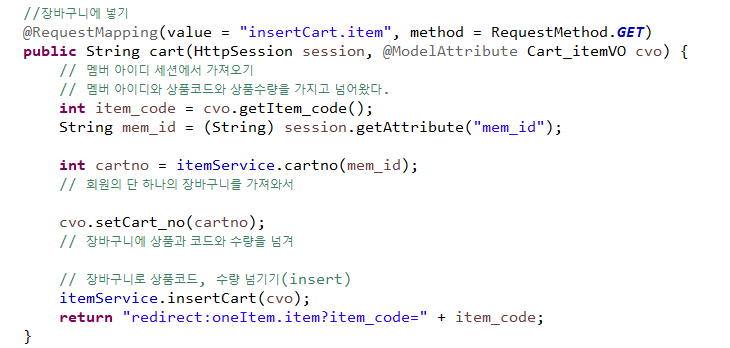 //장바구니에 넣기
@RequestMapping(value = "insertCart.item", method = RequestMethod.GET)
public String cart(HttpSession session, @ModelAttribute Cart_itemVO cvo) {
// 멤버 아이디 세션에서 가져오기
// 멤버 아이디와 상품코드와 상품수량을 가지고 넘어왔다.
int item_code = cvo.getItem_code();
String mem_id = (String) session.getAttribute("mem_id");
int cartno = itemService.cartno(mem_id);
// 회원의 단 하나의 장바구니를 가져와서
cvo.setCart_no(cartno);
// 장바구니에 상품과 코드와 수량을 넘겨
// 장바구니로 상품코드, 수량 넘기기(insert)
itemService.insertCart(cvo);
return "redirect:oneItem.item?item_code=" + item_code;
}